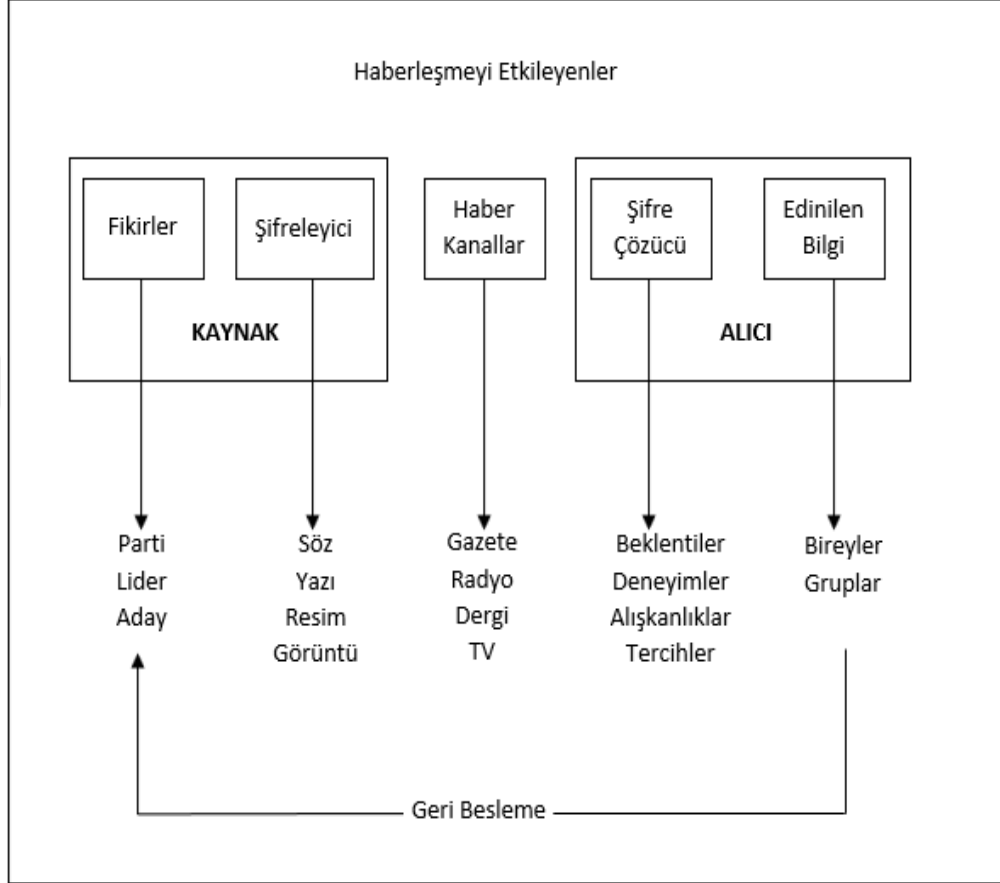 Haberleşmeyi Etkileyenler
Fikirler
Şifreleyici
KAYNAK
Haber
Kanallar
Şifre
Çözücü
Edinilen
Bilgi
ALICI
Parti
Lider
Aday
Söz
Yazı
Resim
Görüntü
Gazete
Radyo
Dergi
TV
Beklentiler
Deneyimler
Alışkanlıklar
Tercihler
Bireyler
Gruplar
Geri Besleme